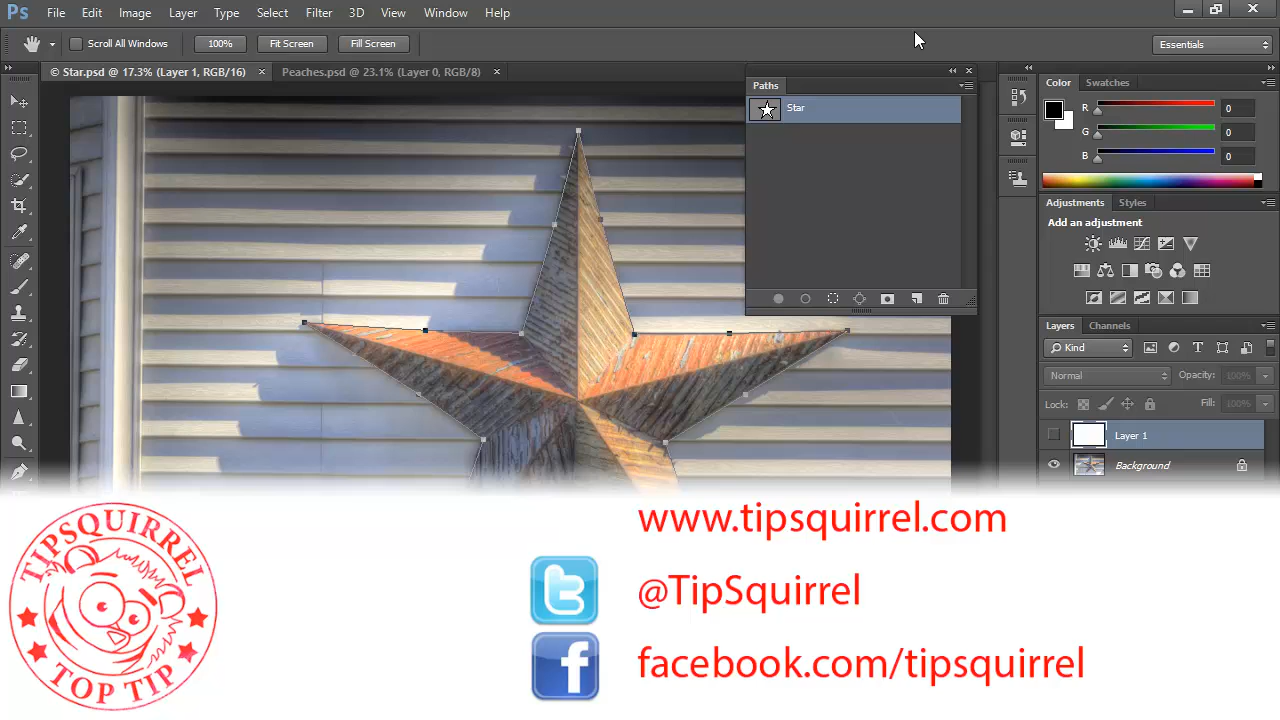 Ps File Edit Image Layer Type Select Filter 3D View Window Help
Scroll All Windows 100% Fit Screen Fill Screen Essentials
© Star.psd @ 17.3% (Layer 1, RGB/16) × Peaches.psd @ 23.1% (Layer 0, RGB/8) ×
Paths
Star
Color Swatches
R 0
G 0
B 0
Adjustments Styles
Add an adjustment
Layers Channels
Kind T
Normal Opacity: 100%
Lock: Fill: 100%
Layer 1
Background
TIPSQUIRREL
TOP TIP
www.tipsquirrel.com
@TipSquirrel
facebook.com/tipsquirrel